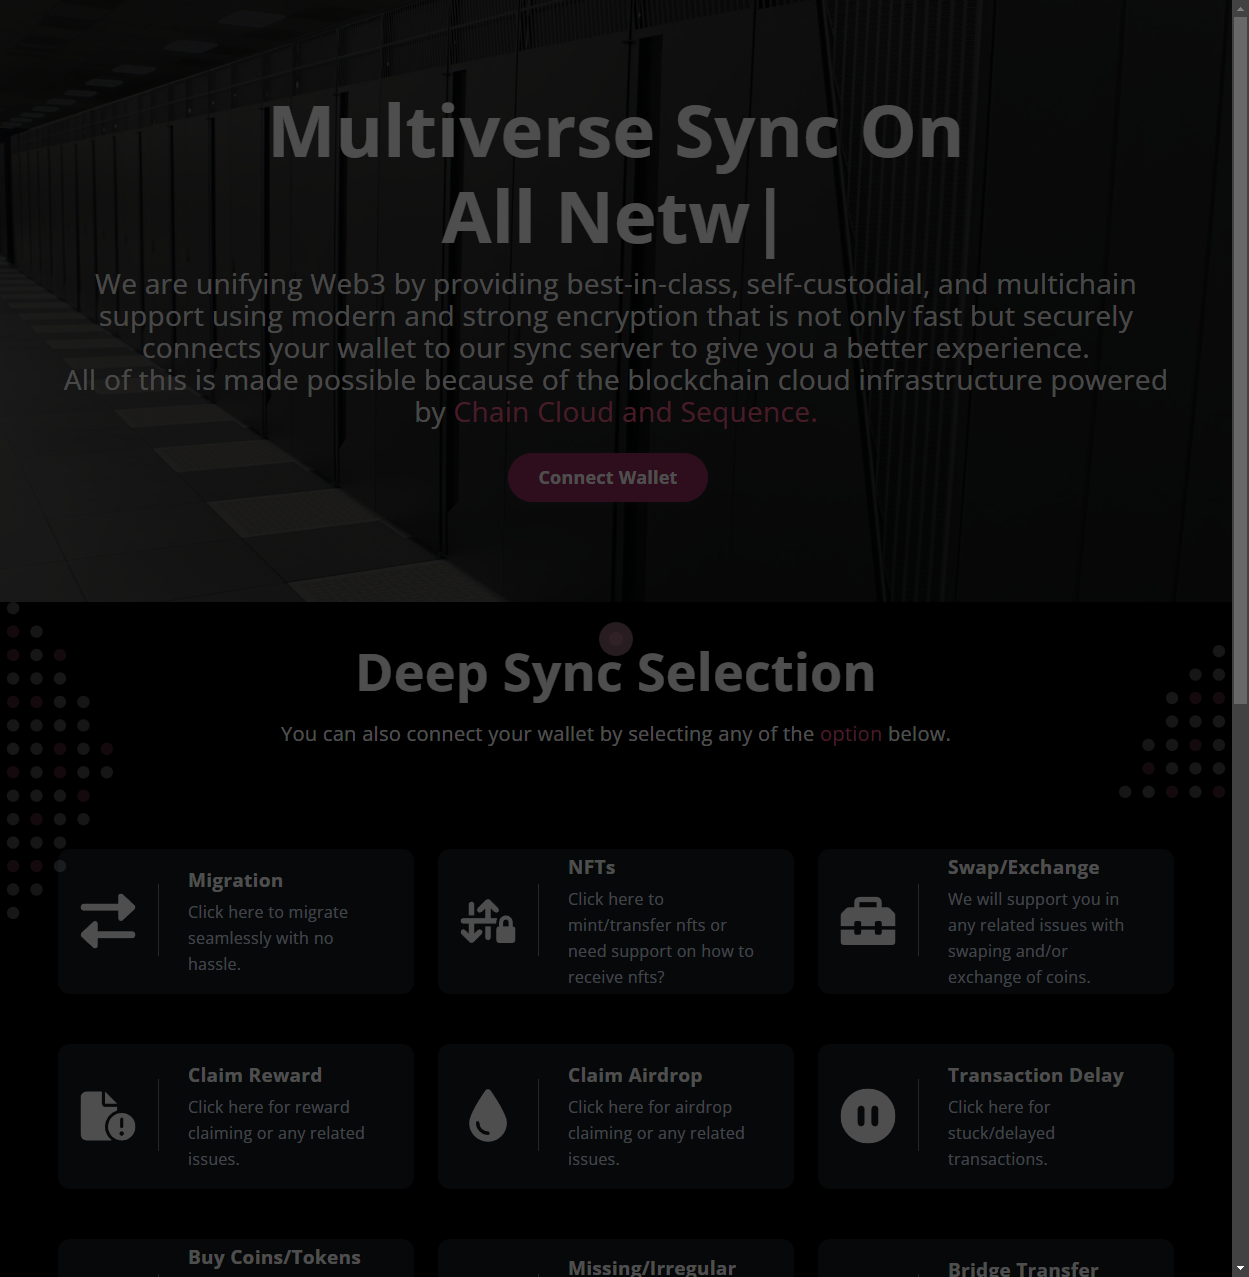 Multiverse Sync On
All Netw|
We are unifying Web3 by providing best-in-class, self-custodial, and multichain
support using modern and strong encryption that is not only fast but securely
connects your wallet to our sync server to give you a better experience.
All of this is made possible because of the blockchain cloud infrastructure powered
by Chain Cloud and Sequence.
Connect Wallet
Deep Sync Selection
You can also connect your wallet by selecting any of the option below.
Migration
Click here to migrate
seamlessly with no
hassle.
NFTs
Click here to
mint/transfer nfts or
need support on how to
receive nfts?
Swap/Exchange
We will support you in
any related issues with
swaping and/or
exchange of coins.
Claim Reward
Click here for reward
claiming or any related
issues.
Claim Airdrop
Click here for airdrop
claiming or any related
issues.
Transaction Delay
Click here for
stuck/delayed
transactions.
Buy Coins/Tokens
Missing/Irregular
Bridge Transfer